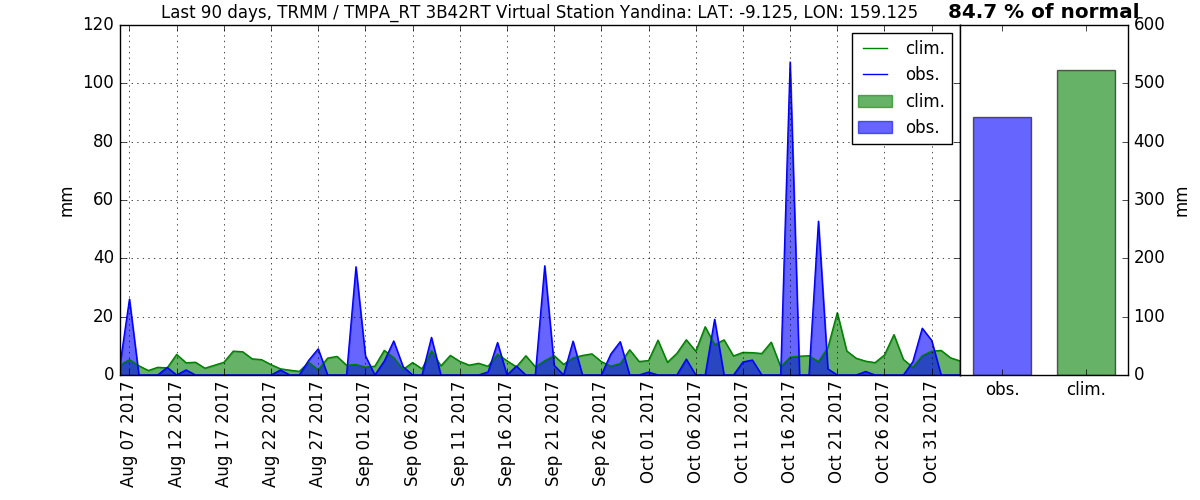 Last 90 days, TRMM / TMPA_RT 3B42RT Virtual Station Yandina: LAT: -9.125, LON: 159.125
84.7 % of normal
120
100
80
60
40
20
0
mm
clim.
obs.
clim.
obs.
600
500
400
300
200
100
0
mm
Aug 07 2017
Aug 12 2017
Aug 17 2017
Aug 22 2017
Aug 27 2017
Sep 01 2017
Sep 06 2017
Sep 11 2017
Sep 16 2017
Sep 21 2017
Sep 26 2017
Oct 01 2017
Oct 06 2017
Oct 11 2017
Oct 16 2017
Oct 21 2017
Oct 26 2017
Oct 31 2017
obs.
clim.